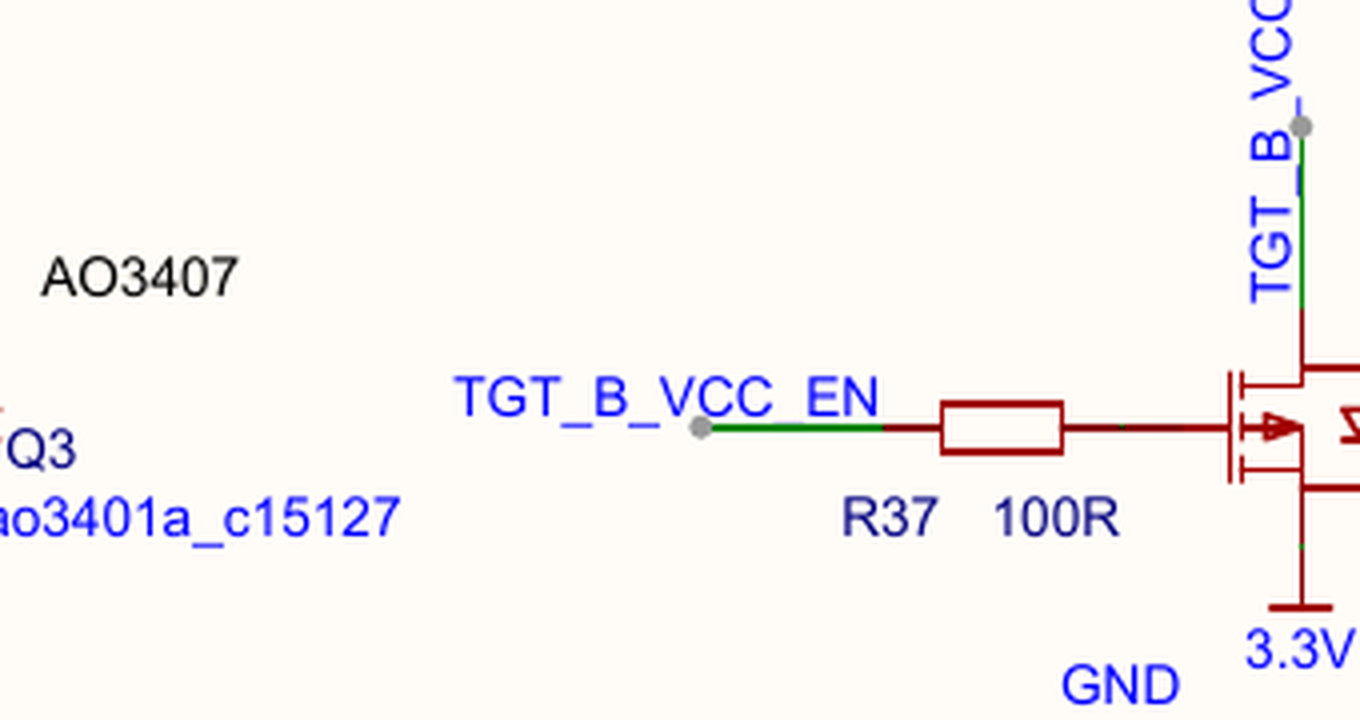 TGT_B_VCC
AO3407
TGT_B_VCC_EN
Q3
ao3401a_c15127
R37 100R
3.3V
GND